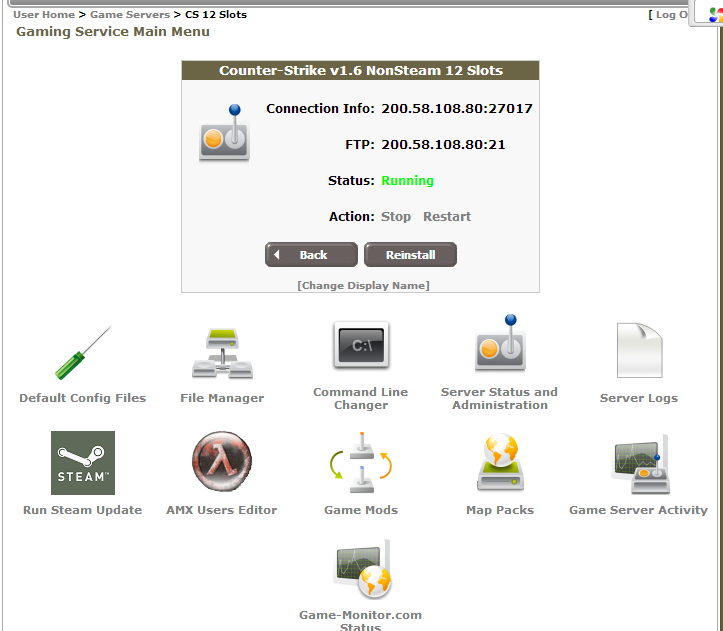 User Home > Game Servers > CS 12 Slots
[ Log O
Gaming Service Main Menu
Counter-Strike v1.6 NonSteam 12 Slots
Connection Info: 200.58.108.80:27017
FTP: 200.58.108.80:21
Status: Running
Action: Stop Restart
Back
Reinstall
[Change Display Name]
C:\
Default Config Files
File Manager
Command Line
Changer
Server Status and
Administration
Server Logs
STEAM™
Run Steam Update
AMX Users Editor
Game Mods
Map Packs
Game Server Activity
Game-Monitor.com
Status